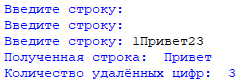 Введите строку:
Введите строку:
Введите строку: 1Привет23
Полученная строка:  Привет
Количество удалённых цифр:  3